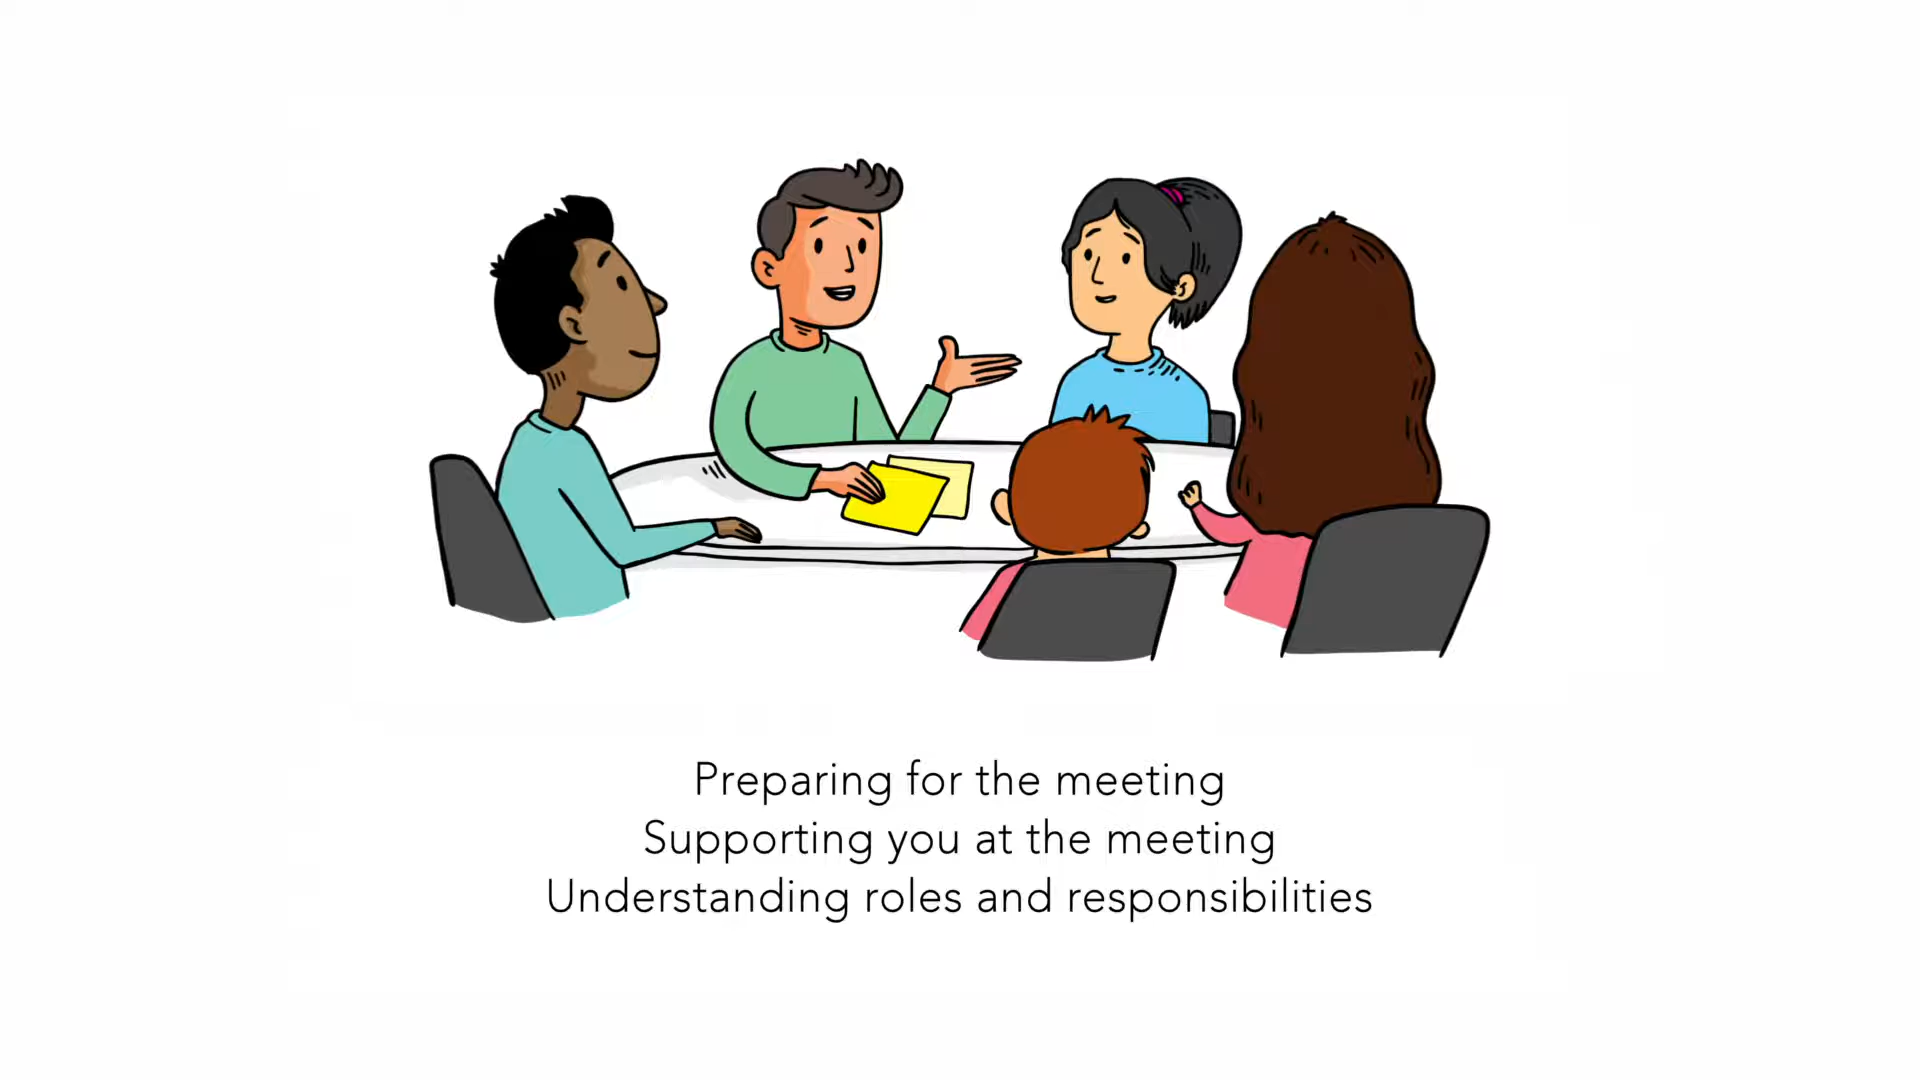 Preparing for the meeting
Supporting you at the meeting
Understanding roles and responsibilities